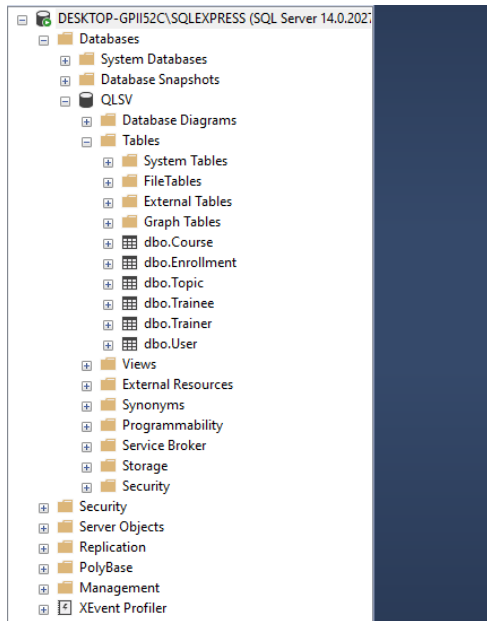 DESKTOP-GPII52C\SQLEXPRESS (SQL Server 14.0.2027
Databases
System Databases
Database Snapshots
QLSV
Database Diagrams
Tables
System Tables
FileTables
External Tables
Graph Tables
dbo.Course
dbo.Enrollment
dbo.Topic
dbo.Trainee
dbo.Trainer
dbo.User
Views
External Resources
Synonyms
Programmability
Service Broker
Storage
Security
Security
Server Objects
Replication
PolyBase
Management
XEvent Profiler